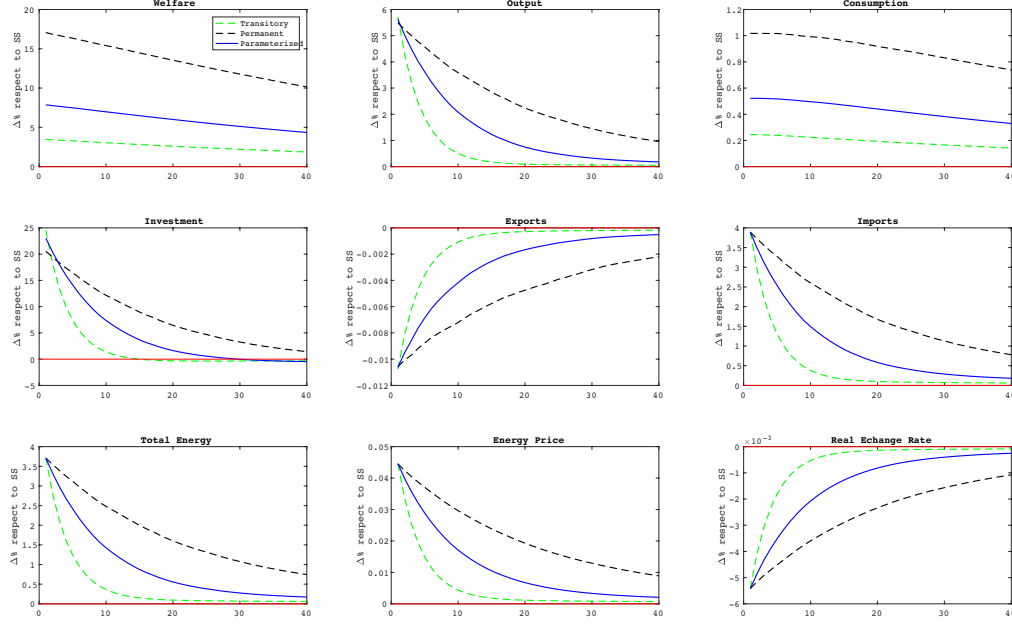 Welfare
Δ% respect to SS
20
15
10
5
0
0 10 20 30 40
Transitory
Permanent
Parameterized
Output
Δ% respect to SS
6
5
4
3
2
1
0
0 10 20 30 40
Consumption
Δ% respect to SS
1.2
1
0.8
0.6
0.4
0.2
0
0 10 20 30 40
Investment
Δ% respect to SS
25
20
15
10
5
0
-5
0 10 20 30 40
Exports
Δ% respect to SS
0
-0.002
-0.004
-0.006
-0.008
-0.01
-0.012
0 10 20 30 40
Imports
Δ% respect to SS
4
3.5
3
2.5
2
1.5
1
0.5
0
0 10 20 30 40
Total Energy
Δ% respect to SS
4
3.5
3
2.5
2
1.5
1
0.5
0
0 10 20 30 40
Energy Price
Δ% respect to SS
0.05
0.04
0.03
0.02
0.01
0
0 10 20 30 40
Real Echange Rate
×10⁻³
Δ% respect to SS
0
-1
-2
-3
-4
-5
-6
0 10 20 30 40